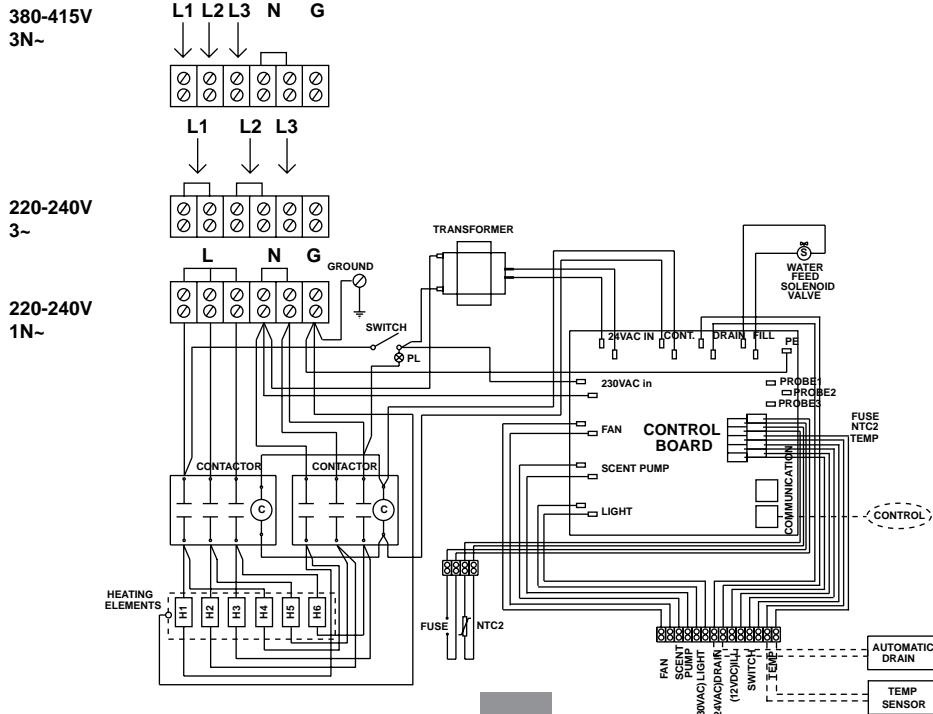 380-415V
3N~
L1 L2 L3 N G
L1 L2 L3
220-240V
3~
L N G
220-240V
1N~
GROUND
SWITCH
PL
TRANSFORMER
S
WATER
FEED
SOLENOID
VALVE
24VAC IN CONT. DRAIN FILL
PE
230VAC in
PROBE1
PROBE2
PROBE3
FAN
CONTROL
BOARD
FUSE
NTC2
TEMP
SCENT PUMP
LIGHT
COMMUNICATION
CONTROL
CONTACTOR
C
CONTACTOR
C
HEATING
ELEMENTS
H1 H2 H3 H4 H5 H6
FUSE
NTC2
FAN
SCENT
PUMP
LIGHT
DRAIN
(12VDC)ILL
SWITCH
TEMP
AUTOMATIC
DRAIN
TEMP
SENSOR